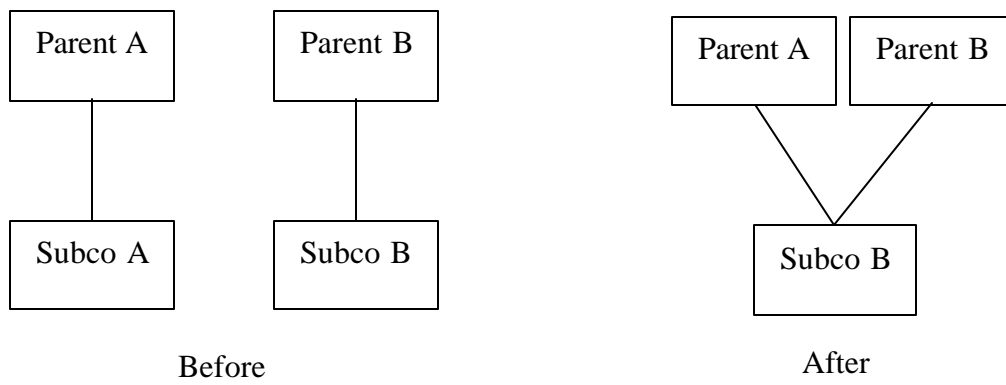 Parent A
Parent B
Parent A
Parent B
Subco A
Subco B
Subco B
Before
After